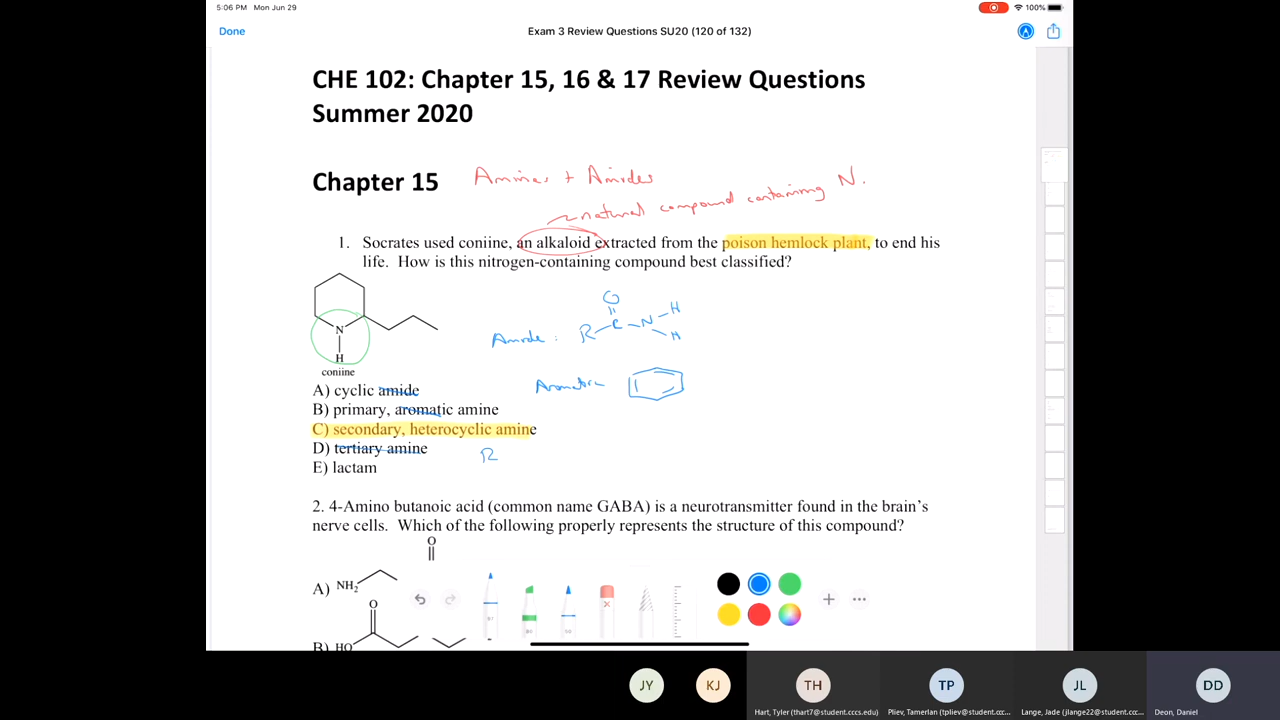 5:06 PM Mon Jun 29
100%
Done
Exam 3 Review Questions SU20 (120 of 132)
CHE 102: Chapter 15, 16 & 17 Review Questions
Summer 2020
Chapter 15
Amines + Amides
natural compound containing N.
1. Socrates used coniine, an alkaloid extracted from the poison hemlock plant, to end his
life. How is this nitrogen-containing compound best classified?
N
H
coniine
Amide: R-C-N-H
O
H
Aromatic
A) cyclic amide
B) primary, aromatic amine
C) secondary, heterocyclic amine
D) tertiary amine
R
E) lactam
2. 4-Amino butanoic acid (common name GABA) is a neurotransmitter found in the brain's
nerve cells. Which of the following properly represents the structure of this compound?
O
A) NH2
O
B) HO
JY
KJ
TH
TP
JL
DD
Hart, Tyler (thart7@student.cccs.edu)
Pliev, Tamerlan (tpliev@student.ccc...
Lange, Jade (jlange22@student.ccc...
Deon, Daniel